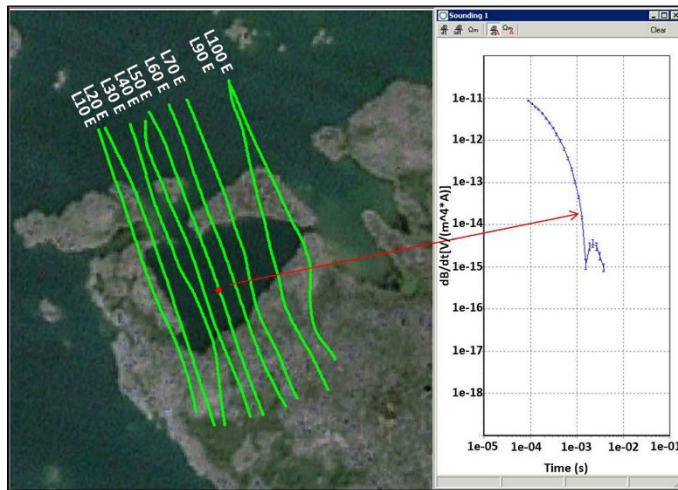 L10 E
L20 E
L30 E
L40 E
L50 E
L60 E
L70 E
L90 E
L100 E
Sounding 1
Ωm
Clear
1e-11
1e-12
1e-13
1e-14
1e-15
1e-16
1e-17
1e-18
dB/dt[V/(m^4*A)]
1e-05 1e-04 1e-03 1e-02 1e-01
Time (s)